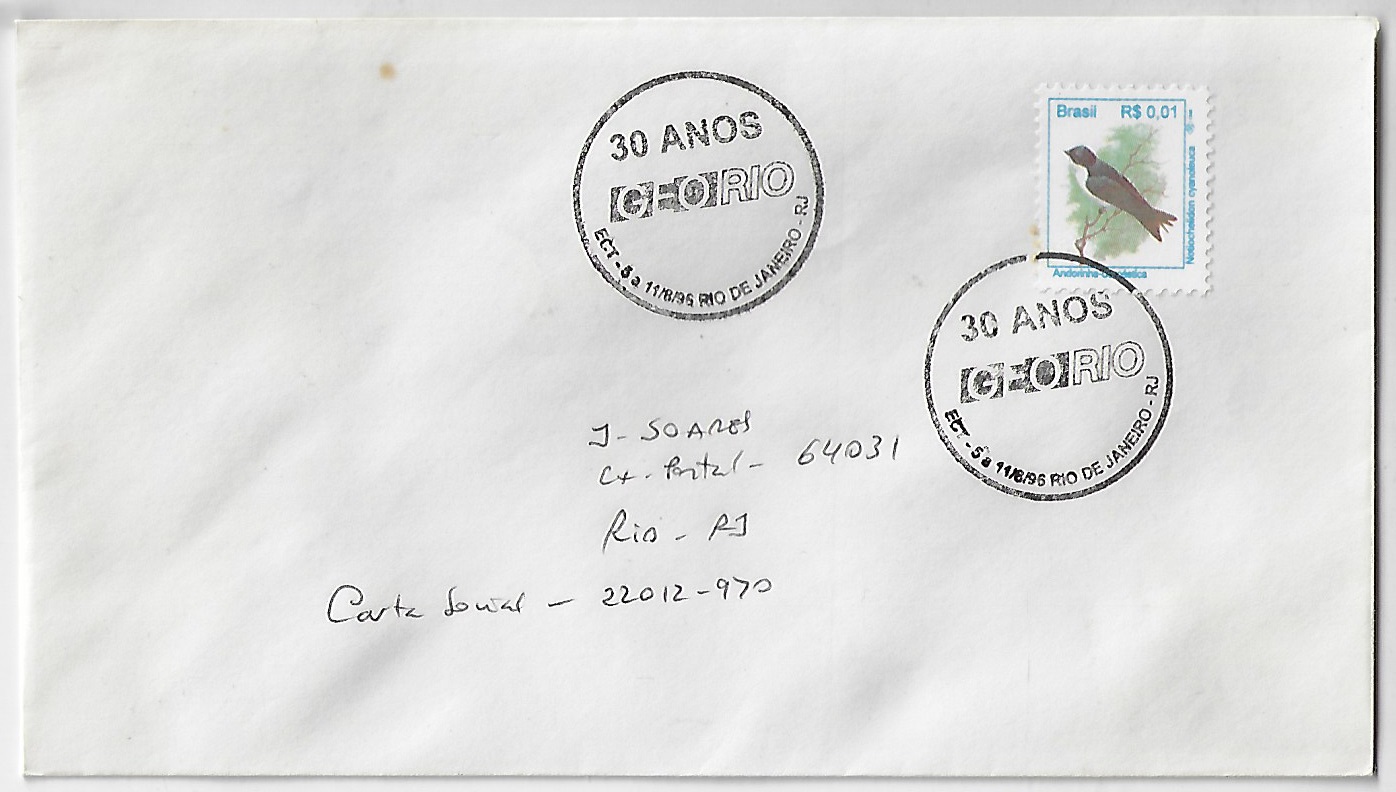 30 ANOS
GEORIO
ECT - 5 a 11/8/96 RIO DE JANEIRO - RJ
Brasil R$ 0,01
Notiochelidon cyanoleuca
Andorinha-doméstica
30 ANOS
GEORIO
ECT - 5 a 11/8/96 RIO DE JANEIRO - RJ
J - SOARES
Cx. Postal - 64031
Rio - RJ
Carta Social - 22012-970